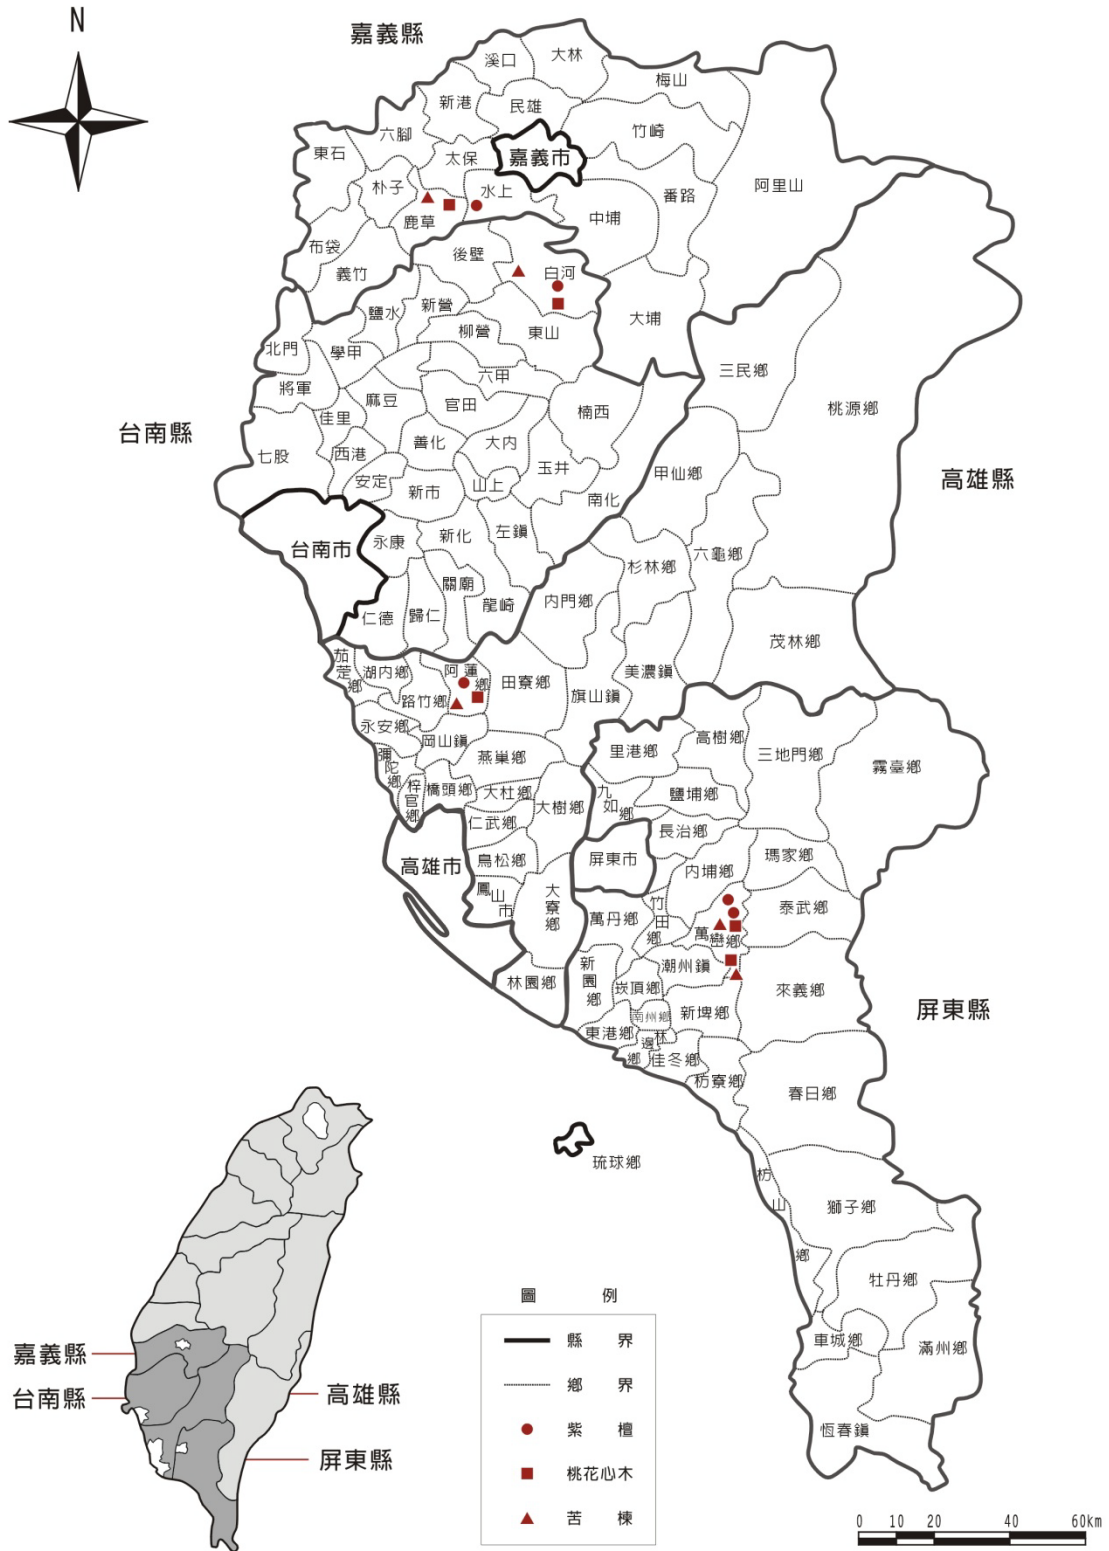 N
嘉義縣
溪口
大林
梅山
新港
民雄
竹崎
六腳
東石
太保
嘉義市
朴子
水上
番路
阿里山
鹿草
中埔
布袋
後壁
義竹
白河
鹽水
新營
大埔
柳營
東山
北門
學甲
三民鄉
六甲
將軍
麻豆
官田
楠西
桃源鄉
佳里
台南縣
善化
大內
七股
西港
玉井
甲仙鄉
高雄縣
安定
新市
山上
南化
台南市
永康
新化
左鎮
六龜鄉
杉林鄉
關廟
內門鄉
仁德
歸仁
龍崎
茂林鄉
茄萣鄉
湖內鄉
阿蓮鄉
田寮鄉
美濃鎮
路竹鄉
旗山鎮
永安鄉
岡山鎮
高樹鄉
里港鄉
三地門鄉
燕巢鄉
霧臺鄉
彌陀鄉
梓官鄉
橋頭鄉
大杜鄉
大樹鄉
九如鄉
鹽埔鄉
仁武鄉
長治鄉
高雄市
鳥松鄉
屏東市
瑪家鄉
內埔鄉
鳳山市
大寮鄉
萬丹鄉
竹田鄉
泰武鄉
萬巒鄉
新園鄉
潮州鎮
林園鄉
崁頂鄉
來義鄉
屏東縣
南州鄉
新埤鄉
東港鄉
林邊鄉
佳冬鄉
枋寮鄉
春日鄉
琉球鄉
枋山鄉
獅子鄉
牡丹鄉
車城鄉
滿州鄉
恆春鎮
嘉義縣
台南縣
高雄縣
屏東縣
圖 例
縣 界
鄉 界
紫 檀
桃花心木
苦 楝
0 10 20 40 60km